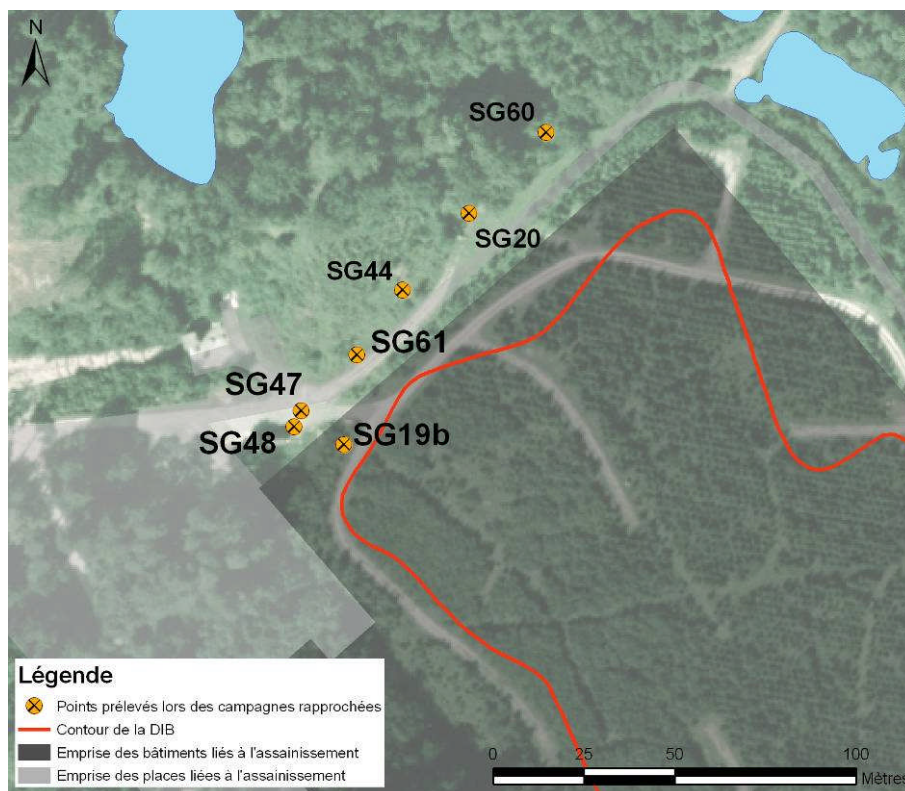 N
SG60
SG20
SG44
SG61
SG47
SG48
SG19b
Légende
Points prélevés lors des campagnes rapprochées
Contour de la DIB
Emprise des bâtiments liés à l'assainissement
Emprise des places liées à l'assainissement
0 25 50 100
Mètres